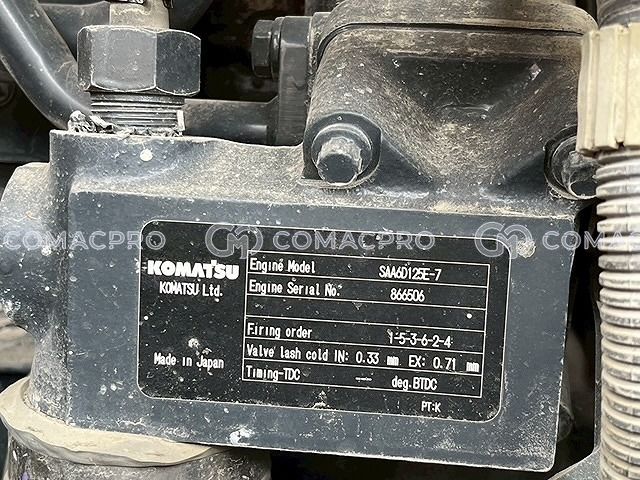 COMACPRO COMACPRO COMACPRO
KOMATSU
KOMATSU Ltd.
Made in Japan
Engine Model SAA6D125E-7
Engine Serial No. 866506
Firing order 1-5-3-6-2-4
Valve lash cold IN: 0.33 mm EX: 0.71 mm
Timing-TDC --- deg.BTDC
PT:K